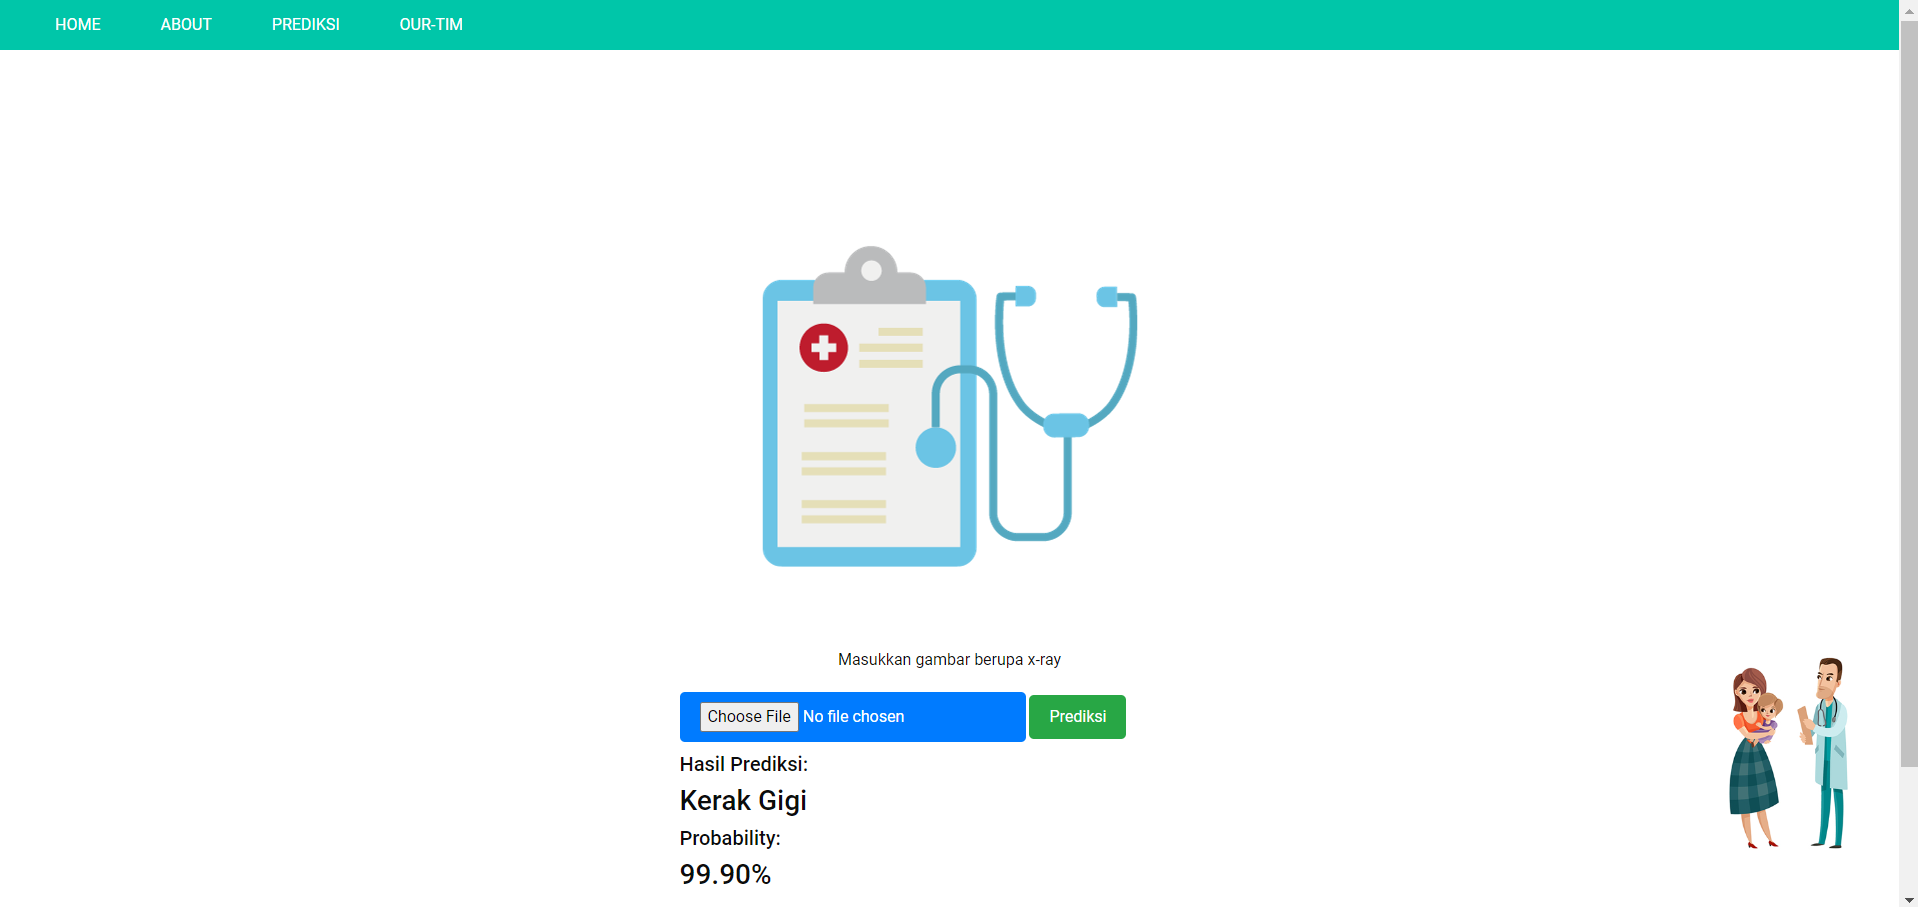 HOME ABOUT PREDIKSI OUR-TIM
Masukkan gambar berupa x-ray
Choose File No file chosen Prediksi
Hasil Prediksi:
Kerak Gigi
Probability:
99.90%